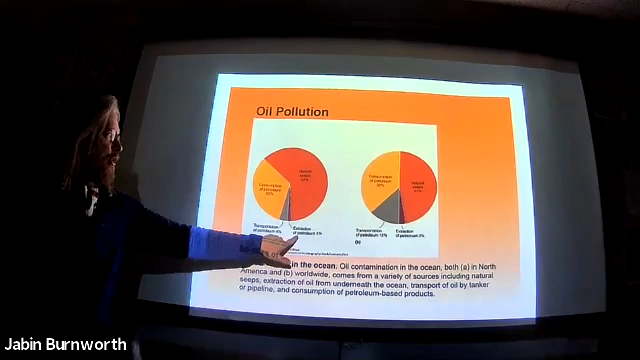 Oil Pollution
Natural
seeps
Consumption
of petroleum
Transportation
of petroleum
Extraction
of petroleum
Natural
seeps
Consumption
of petroleum
Transportation
of petroleum 12%
Extraction
of petroleum 3%
(b)
in the ocean. Oil contamination in the ocean, both (a) in North
America and (b) worldwide, comes from a variety of sources including natural
seeps, extraction of oil from underneath the ocean, transport of oil by tanker
or pipeline, and consumption of petroleum-based products.
Jabin Burnworth